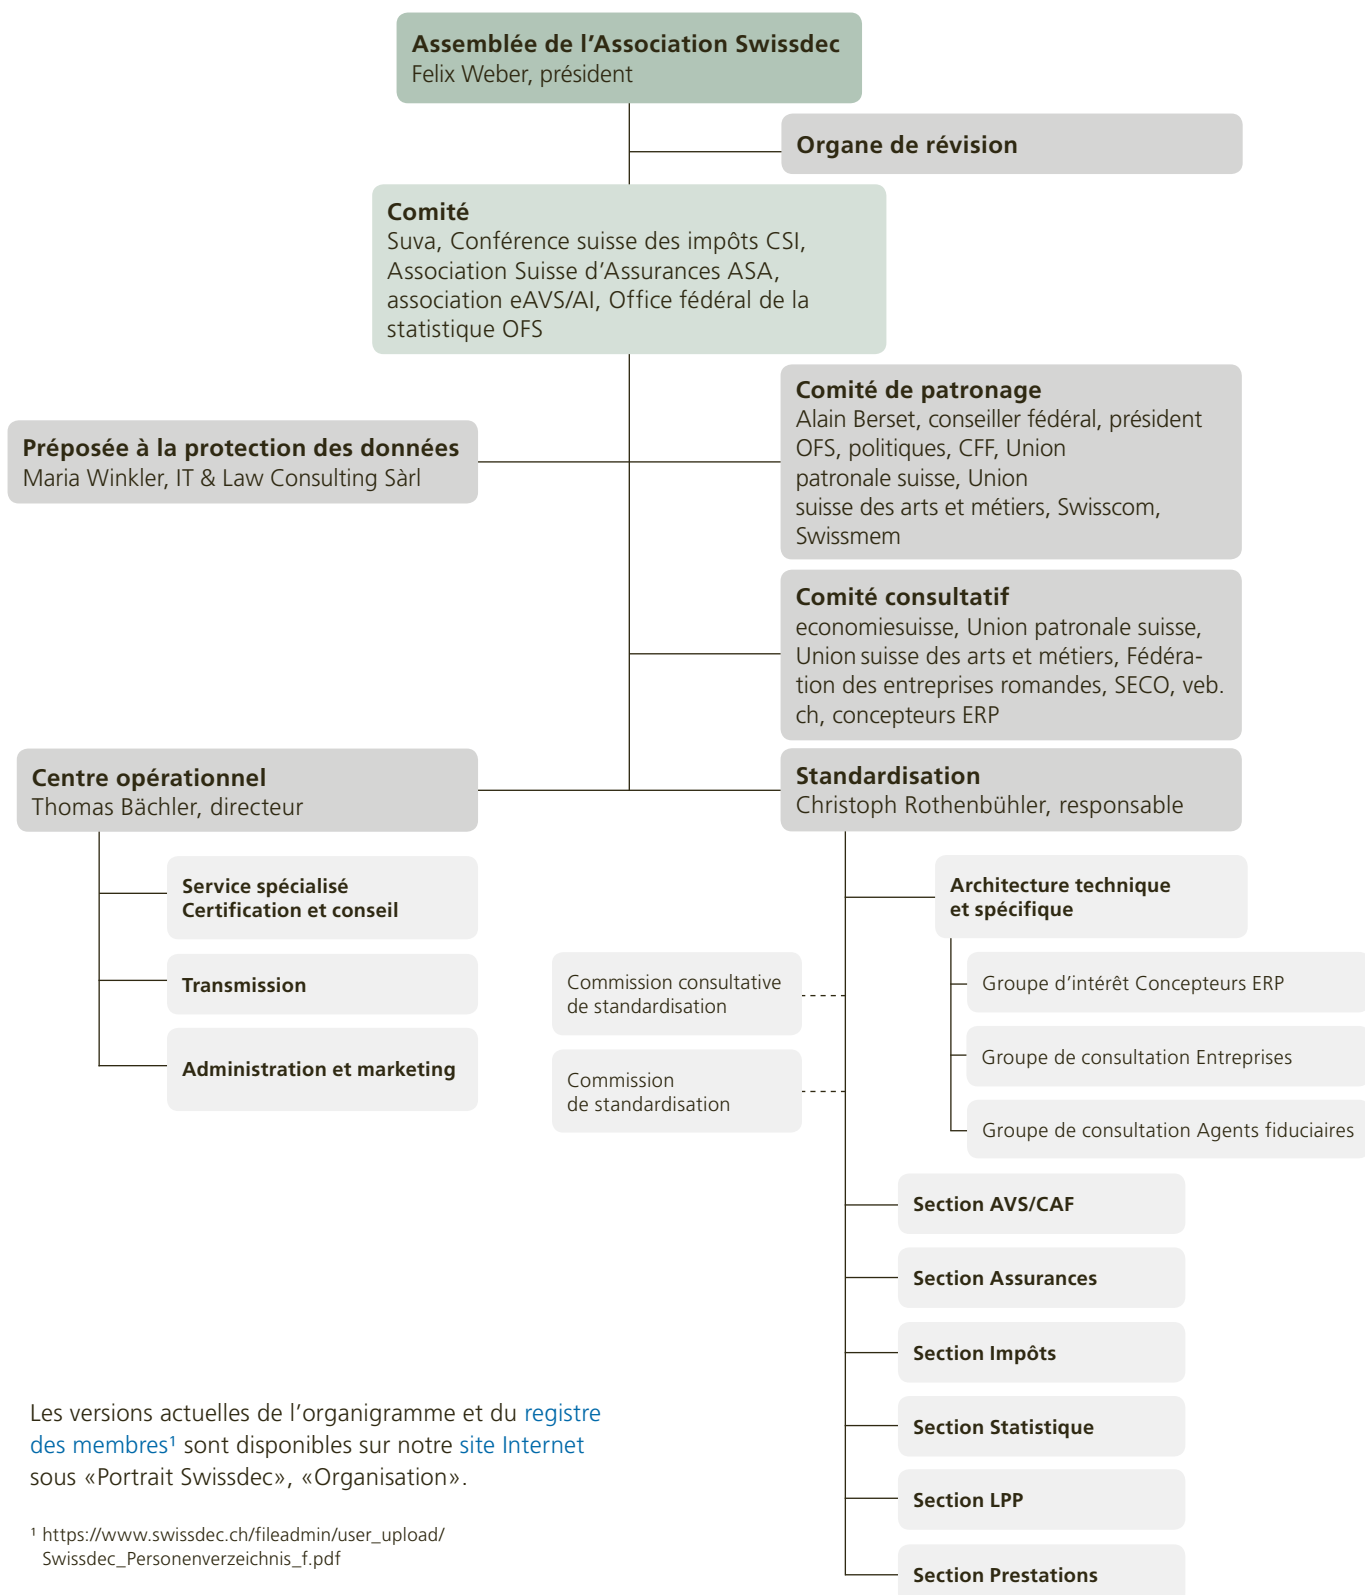 Assemblée de l’Association Swissdec
Felix Weber, président
Organe de révision
Comité
Suva, Conférence suisse des impôts CSI,
Association Suisse d’Assurances ASA,
association eAVS/AI, Office fédéral de la
statistique OFS
Comité de patronage
Alain Berset, conseiller fédéral, président
OFS, politiques, CFF, Union
patronale suisse, Union
suisse des arts et métiers, Swisscom,
Swissmem
Préposée à la protection des données
Maria Winkler, IT & Law Consulting Sàrl
Comité consultatif
economiesuisse, Union patronale suisse,
Union suisse des arts et métiers, Fédéra-
tion des entreprises romandes, SECO, veb.
ch, concepteurs ERP
Centre opérationnel
Thomas Bächler, directeur
Service spécialisé
Certification et conseil
Transmission
Administration et marketing
Standardisation
Christoph Rothenbühler, responsable
Architecture technique
et spécifique
Groupe d’intérêt Concepteurs ERP
Groupe de consultation Entreprises
Groupe de consultation Agents fiduciaires
Commission consultative
de standardisation
Commission
de standardisation
Section AVS/CAF
Section Assurances
Section Impôts
Section Statistique
Section LPP
Section Prestations
Les versions actuelles de l’organigramme et du registre
des membres¹ sont disponibles sur notre site Internet
sous «Portrait Swissdec», «Organisation».
¹ https://www.swissdec.ch/fileadmin/user_upload/
Swissdec_Personenverzeichnis_f.pdf